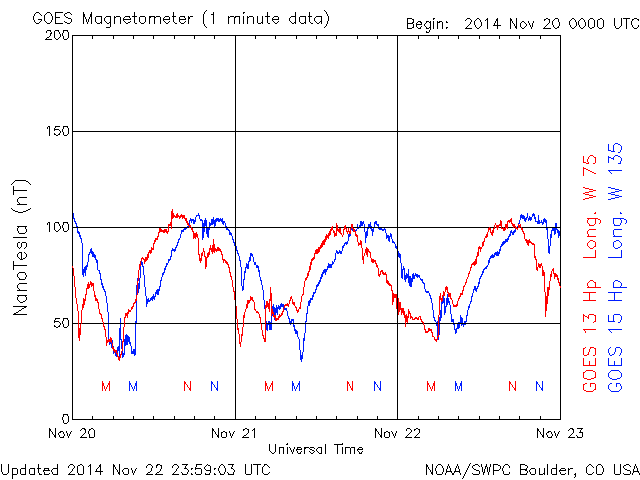 GOES Magnetometer (1 minute data)
Begin: 2014 Nov 20 0000 UTC
200
150
100
50
0
NanoTesla (nT)
M M N N M M N N M M N N
Nov 20 Nov 21 Nov 22 Nov 23
Universal Time
GOES 13 Hp Long. W 75
GOES 15 Hp Long. W 135
Updated 2014 Nov 22 23:59:03 UTC
NOAA/SWPC Boulder, CO USA